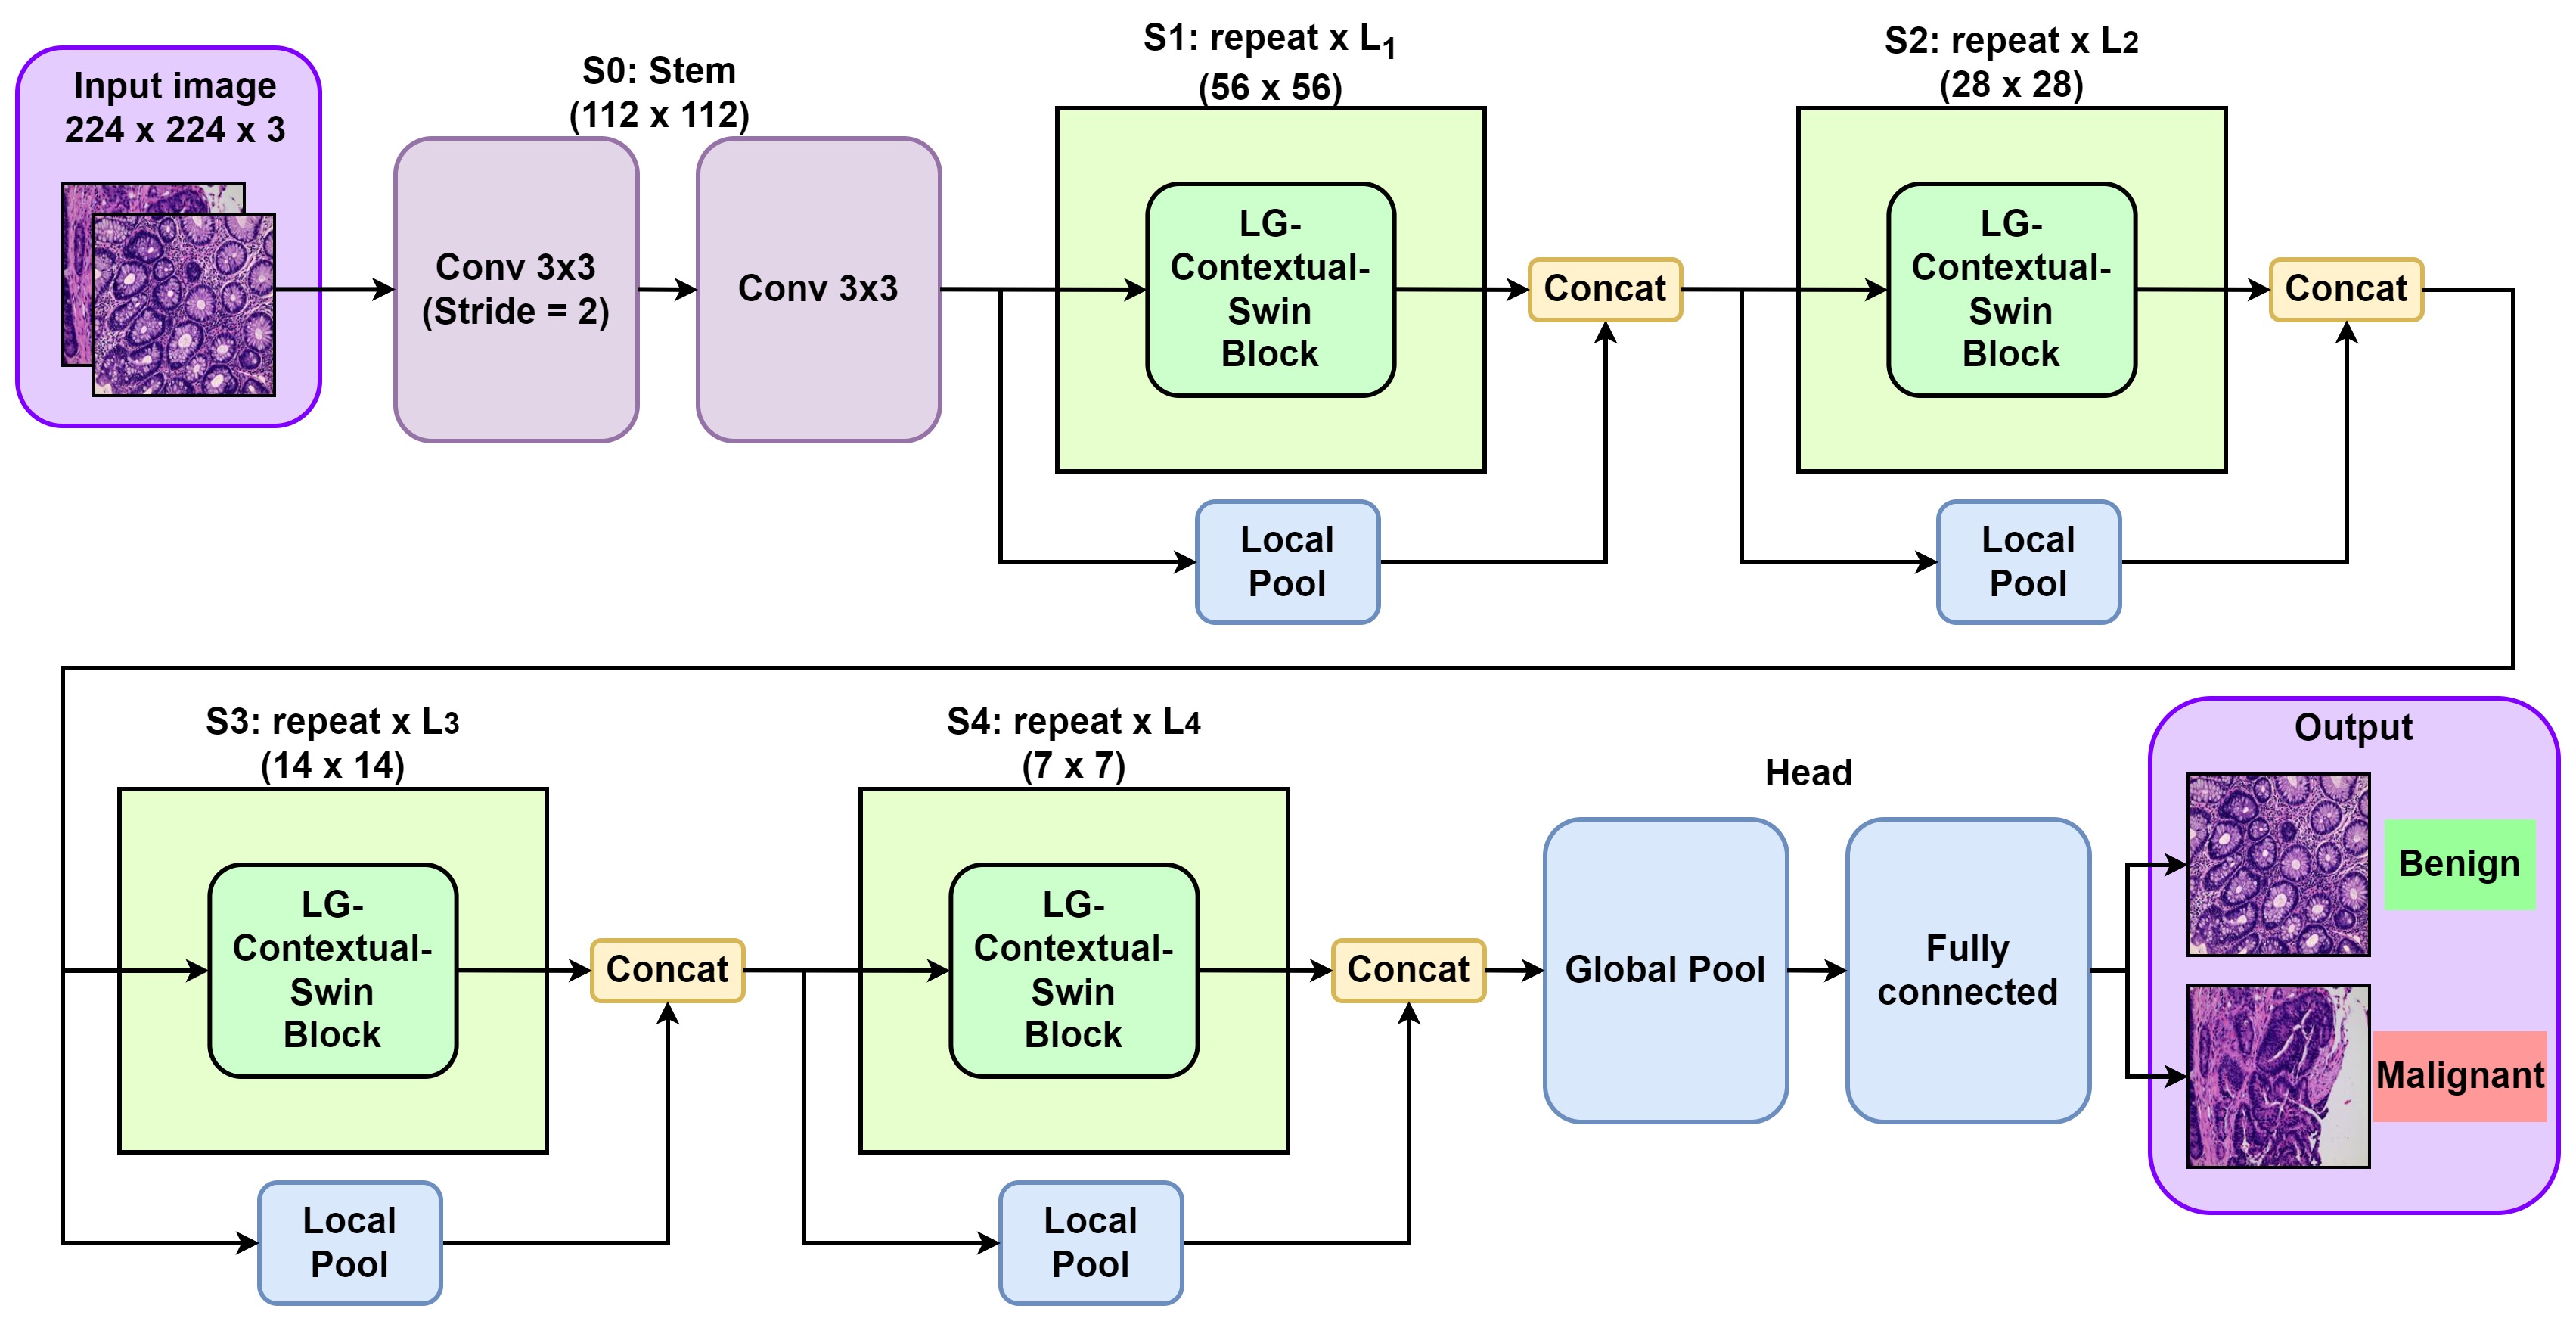 Input image
224 x 224 x 3
S0: Stem
(112 x 112)
Conv 3x3
(Stride = 2)
Conv 3x3
S1: repeat x L1
(56 x 56)
LG-
Contextual-
Swin
Block
Concat
Local
Pool
S2: repeat x L2
(28 x 28)
LG-
Contextual-
Swin
Block
Concat
Local
Pool
S3: repeat x L3
(14 x 14)
LG-
Contextual-
Swin
Block
Concat
Local
Pool
S4: repeat x L4
(7 x 7)
LG-
Contextual-
Swin
Block
Concat
Local
Pool
Head
Global Pool
Fully
connected
Output
Benign
Malignant